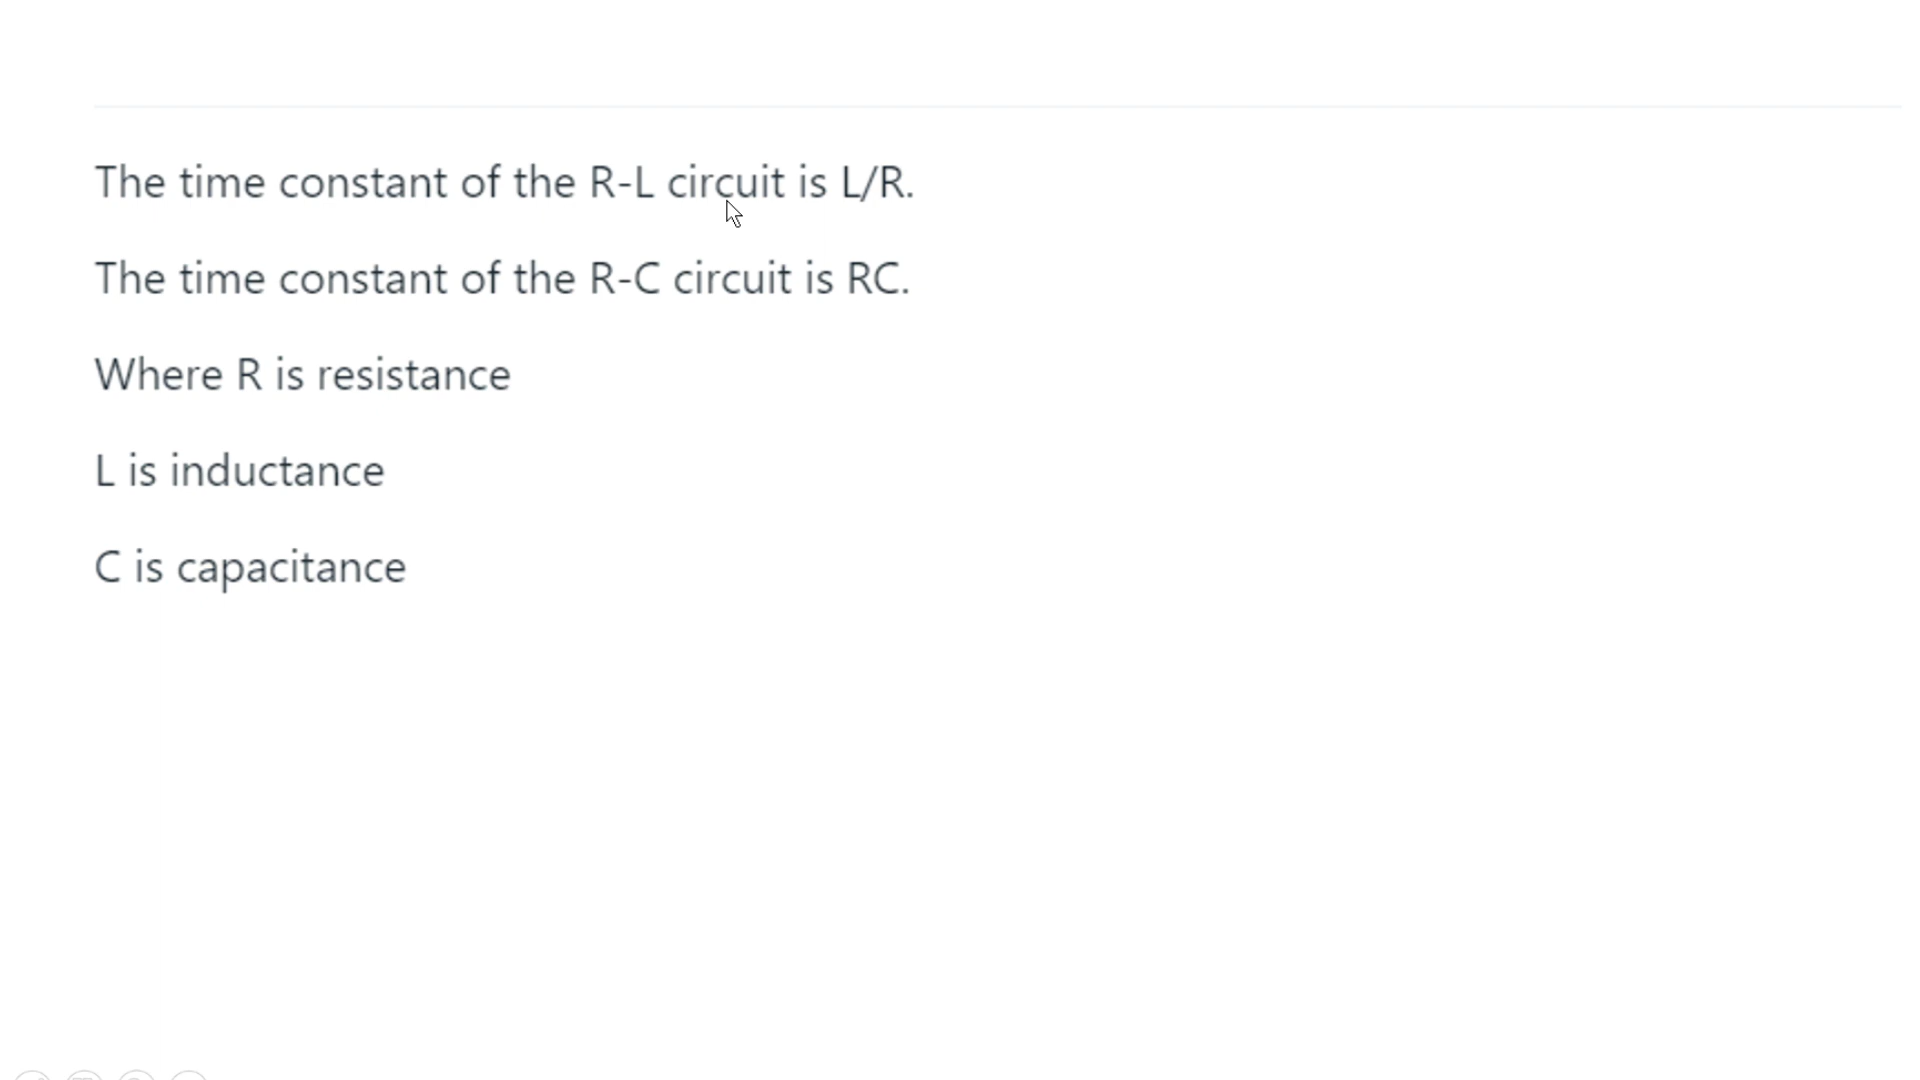 The time constant of the R-L circuit is L/R.
The time constant of the R-C circuit is RC.
Where R is resistance
L is inductance
C is capacitance